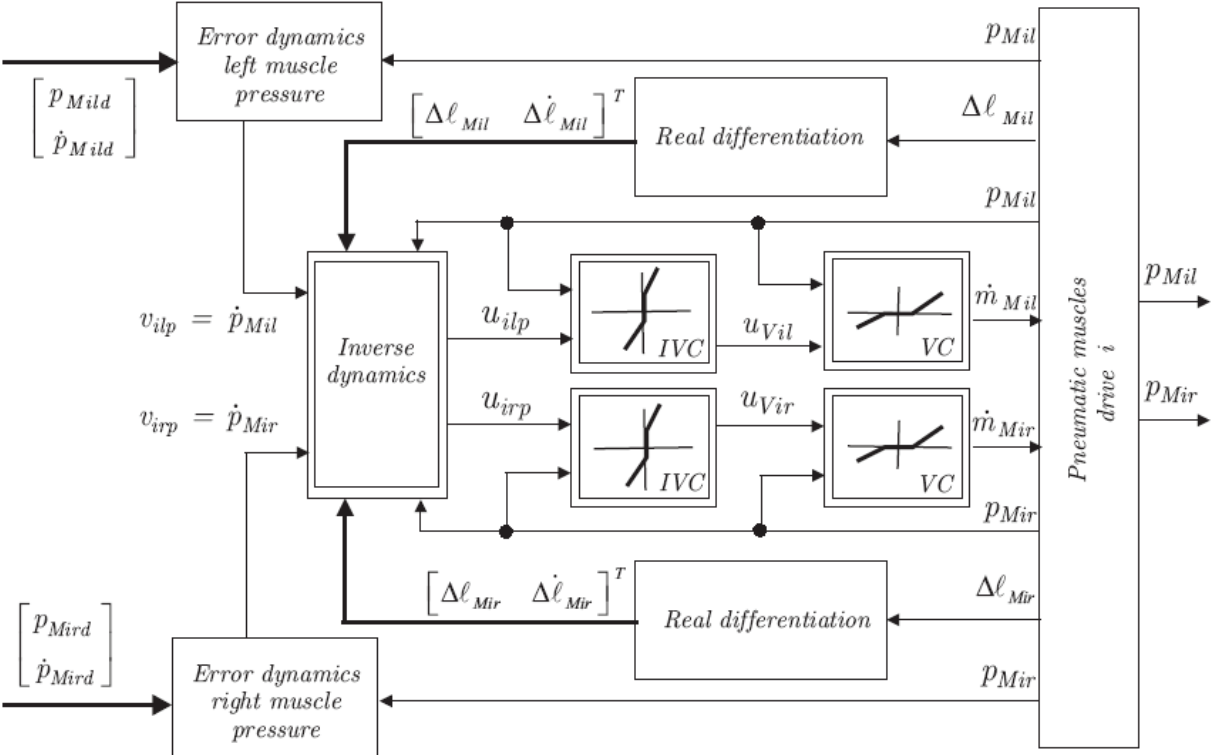 Error dynamics
left muscle
pressure
p_Mil
[ p_Mild
ṗ_Mild ]
[Δℓ_Mil Δℓ̇_Mil]^T
Real differentiation
Δℓ_Mil
p_Mil
v_ilp = ṗ_Mil
Inverse
dynamics
u_ilp
IVC
u_Vil
VC
ṁ_Mil
Pneumatic muscles
drive i
p_Mil
v_irp = ṗ_Mir
u_irp
IVC
u_Vir
VC
ṁ_Mir
p_Mir
p_Mir
[Δℓ_Mir Δℓ̇_Mir]^T
Real differentiation
Δℓ_Mir
[ p_Mird
ṗ_Mird ]
Error dynamics
right muscle
pressure
p_Mir